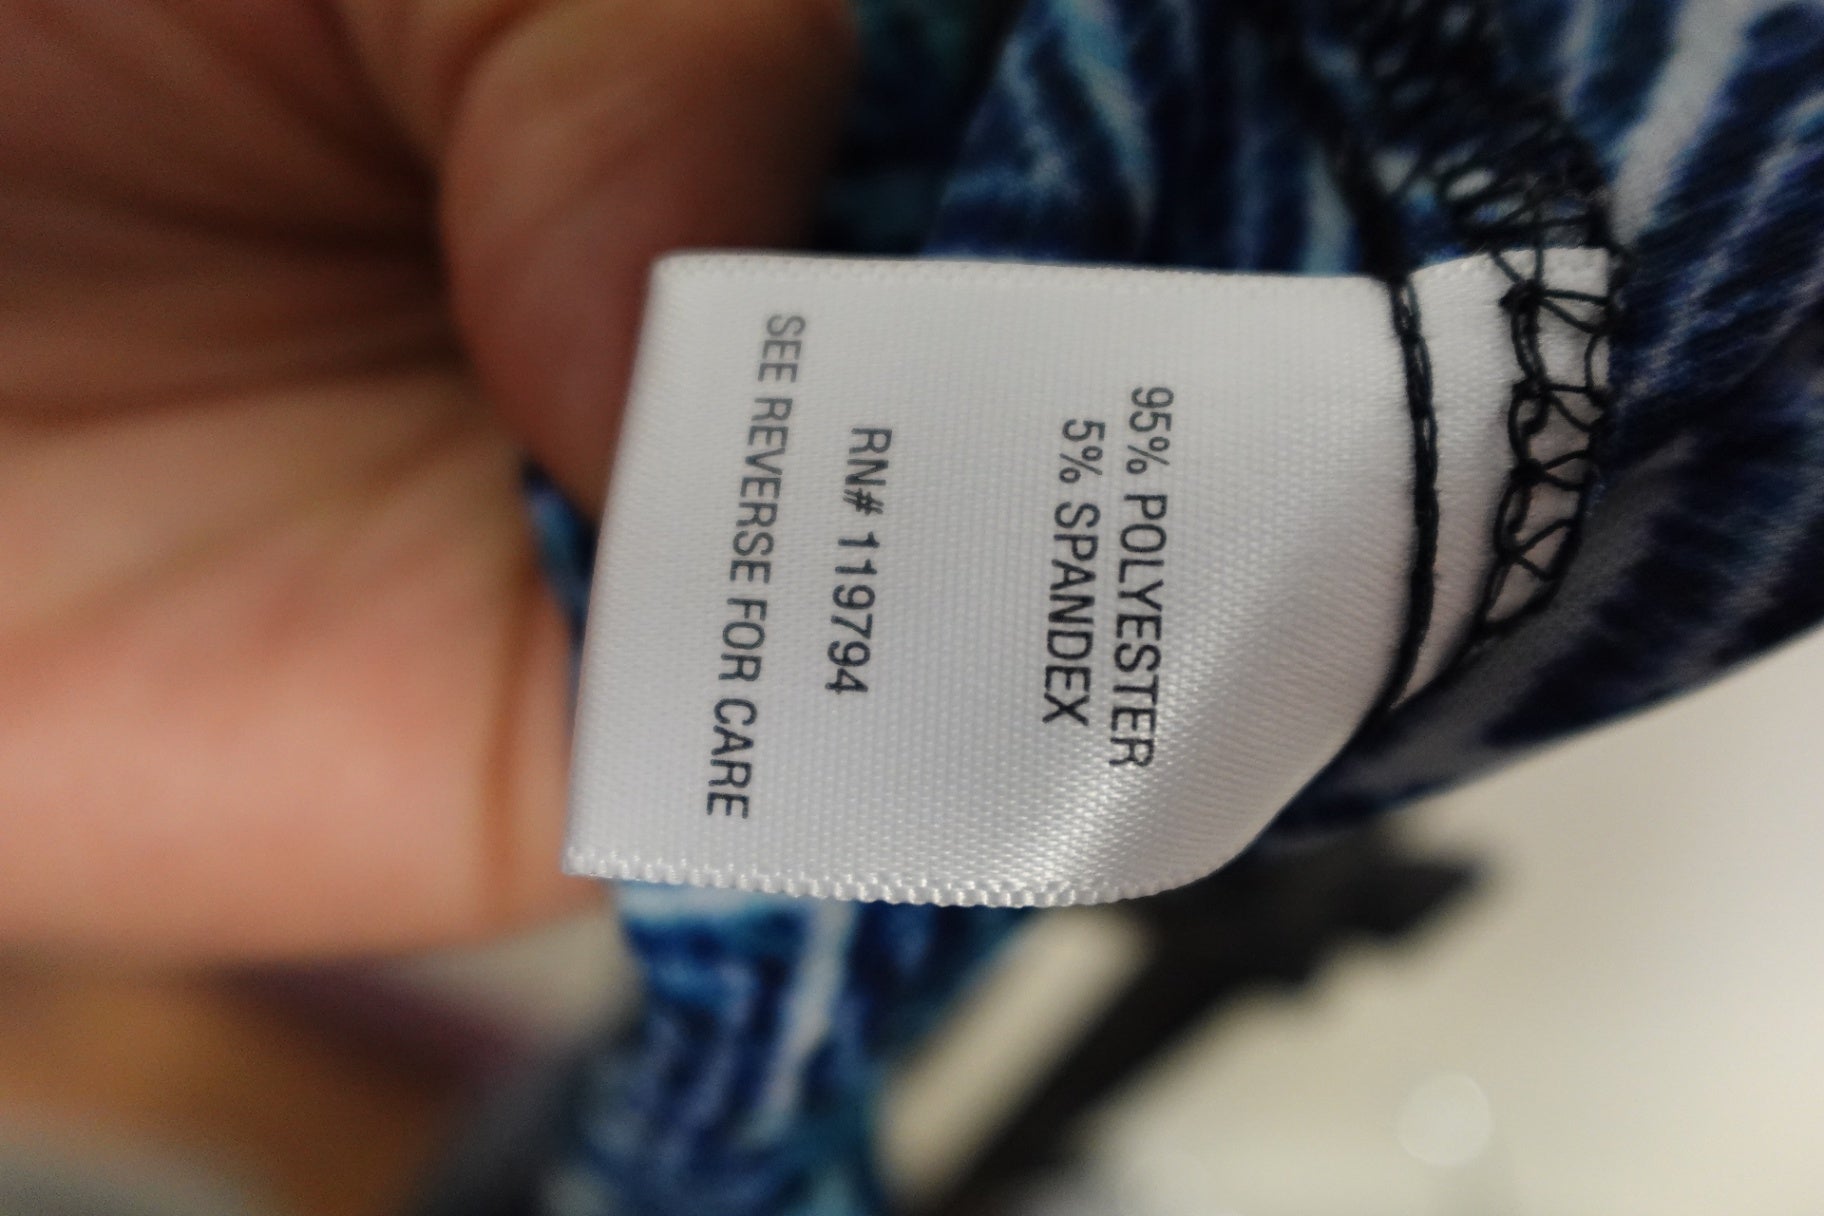 95% POLYESTER
5% SPANDEX
RN# 119794
SEE REVERSE FOR CARE